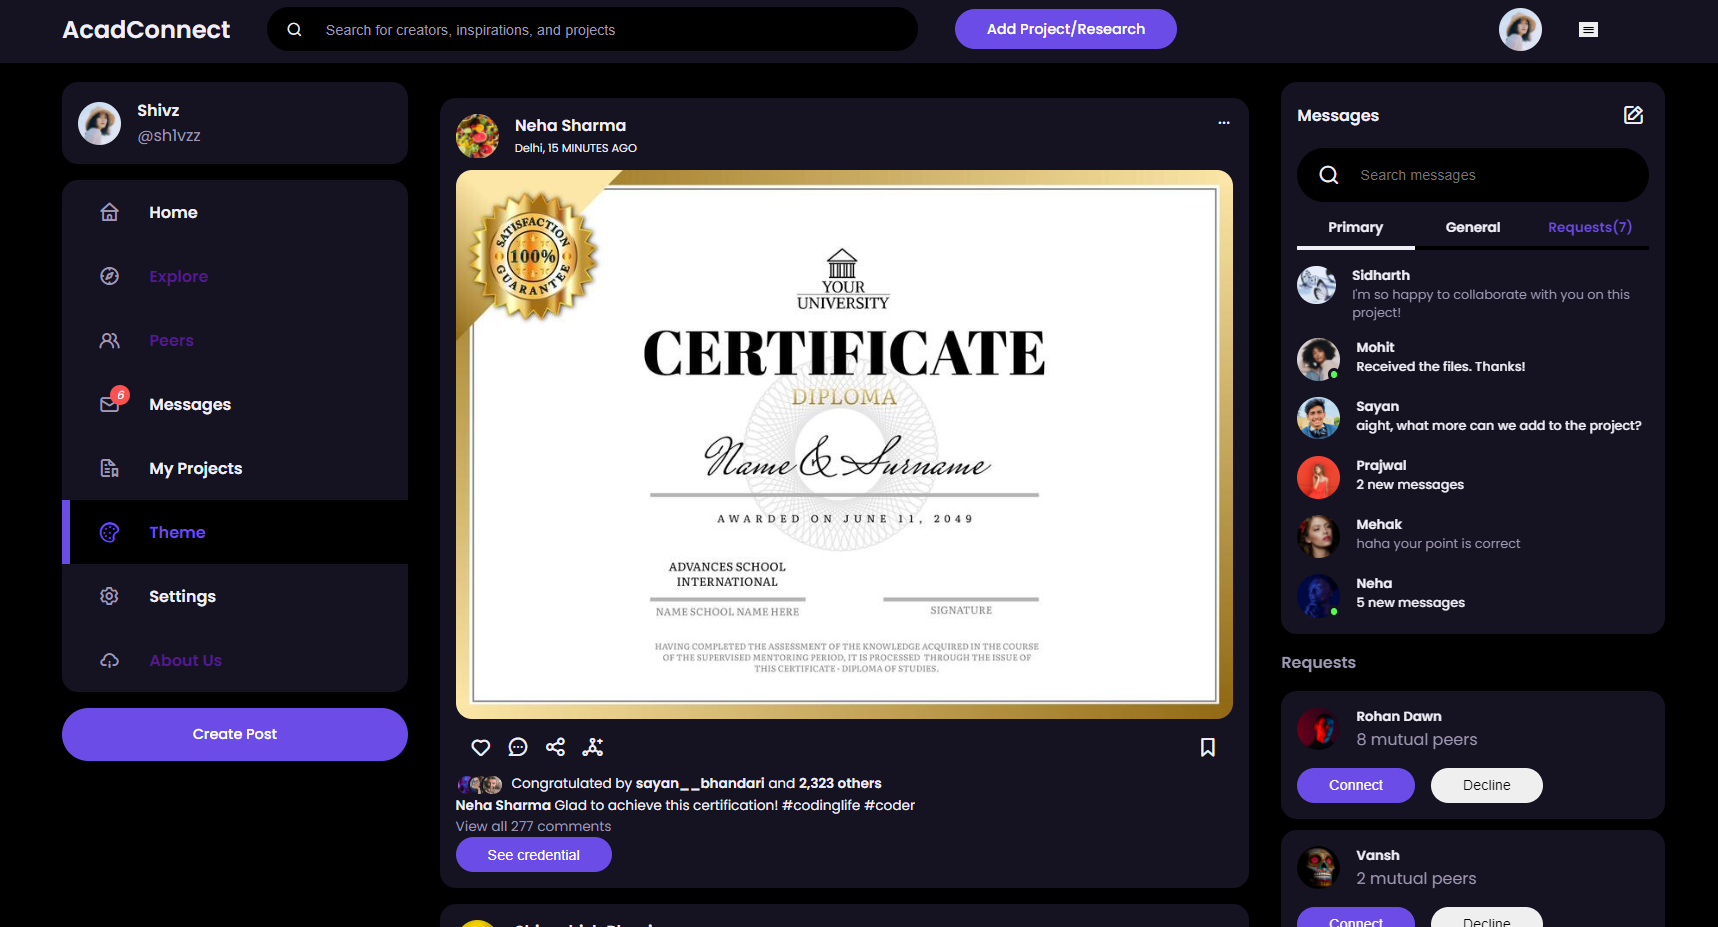 AcadConnect
Search for creators, inspirations, and projects
Add Project/Research
Shivz
@sh1vzz
Home
Explore
Peers
6
Messages
My Projects
Theme
Settings
About Us
Create Post
Neha Sharma
Delhi, 15 MINUTES AGO
SATISFACTION
100%
GUARANTEE
YOUR
UNIVERSITY
CERTIFICATE
DIPLOMA
Name & Surname
AWARDED ON JUNE 11, 2049
ADVANCES SCHOOL
INTERNATIONAL
NAME SCHOOL NAME HERE
SIGNATURE
HAVING COMPLETED THE ASSESSMENT OF THE KNOWLEDGE ACQUIRED IN THE COURSE
OF THE SUPERVISED MENTORING PERIOD, IT IS PROCESSED THROUGH THE ISSUE OF
THIS CERTIFICATE · DIPLOMA OF STUDIES.
Congratulated by sayan__bhandari and 2,323 others
Neha Sharma Glad to achieve this certification! #codinglife #coder
View all 277 comments
See credential
Messages
Search messages
Primary
General
Requests(7)
Sidharth
I'm so happy to collaborate with you on this
project!
Mohit
Received the files. Thanks!
Sayan
aight, what more can we add to the project?
Prajwal
2 new messages
Mehak
haha your point is correct
Neha
5 new messages
Requests
Rohan Dawn
8 mutual peers
Connect
Decline
Vansh
2 mutual peers
Connect
Decline